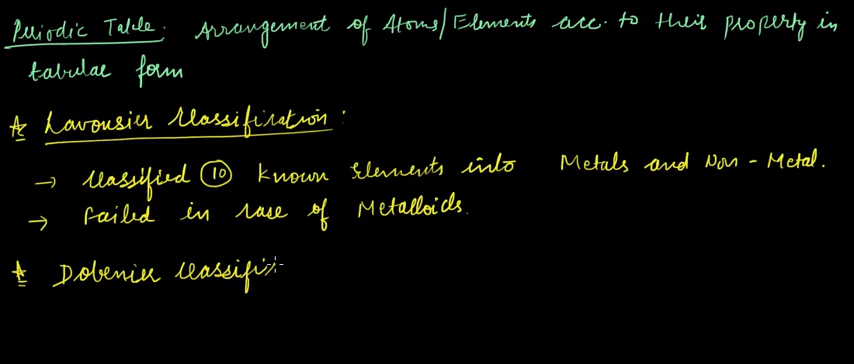 Periodic Table: Arrangement of Atoms/Elements acc. to their property in
tabular form
Lavousier Classification:
→ Classified 10 Known Elements into Metals and Non-Metal.
→ Failed in case of Metalloids.
Dobenier Classifi